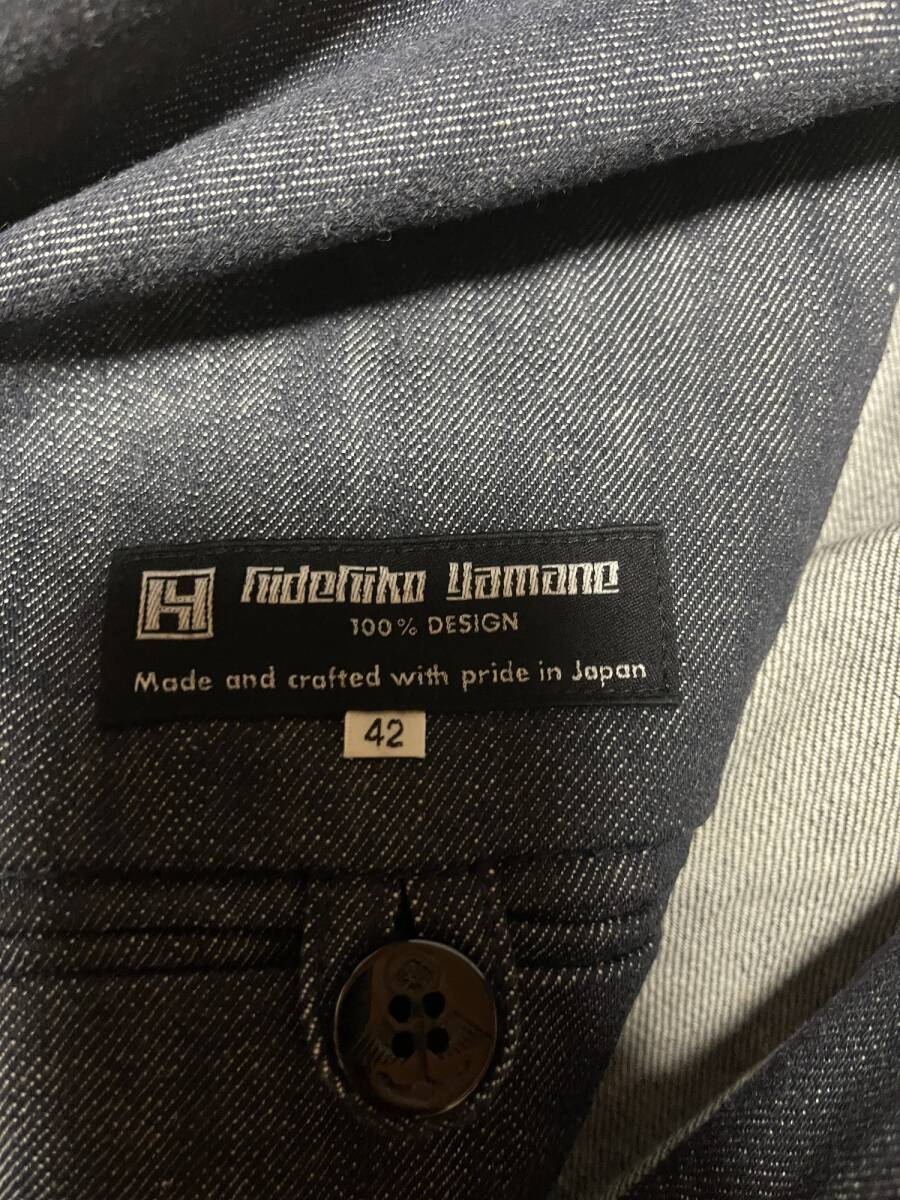 H hidehiko yamane
100% DESIGN
Made and crafted with pride in Japan
42